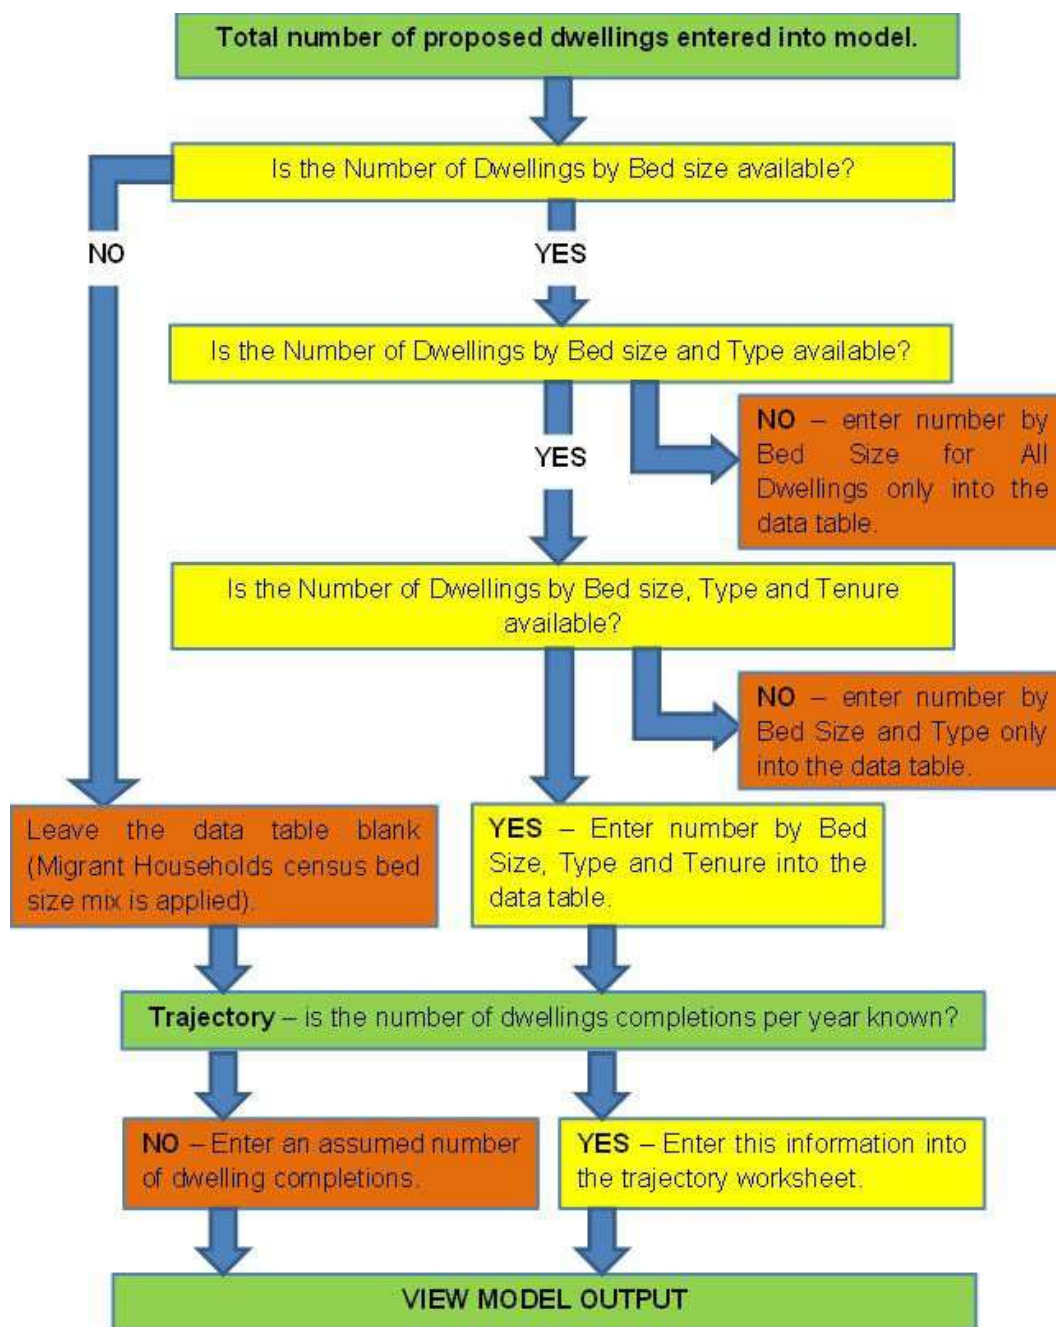 Total number of proposed dwellings entered into model.
Is the Number of Dwellings by Bed size available?
NO
YES
Is the Number of Dwellings by Bed size and Type available?
NO – enter number by
Bed Size for All
Dwellings only into the
data table.
YES
Is the Number of Dwellings by Bed size, Type and Tenure
available?
NO – enter number by
Bed Size and Type only
into the data table.
Leave the data table blank
(Migrant Households census bed
size mix is applied).
YES – Enter number by Bed
Size, Type and Tenure into the
data table.
Trajectory – is the number of dwellings completions per year known?
NO – Enter an assumed number
of dwelling completions.
YES – Enter this information into
the trajectory worksheet.
VIEW MODEL OUTPUT